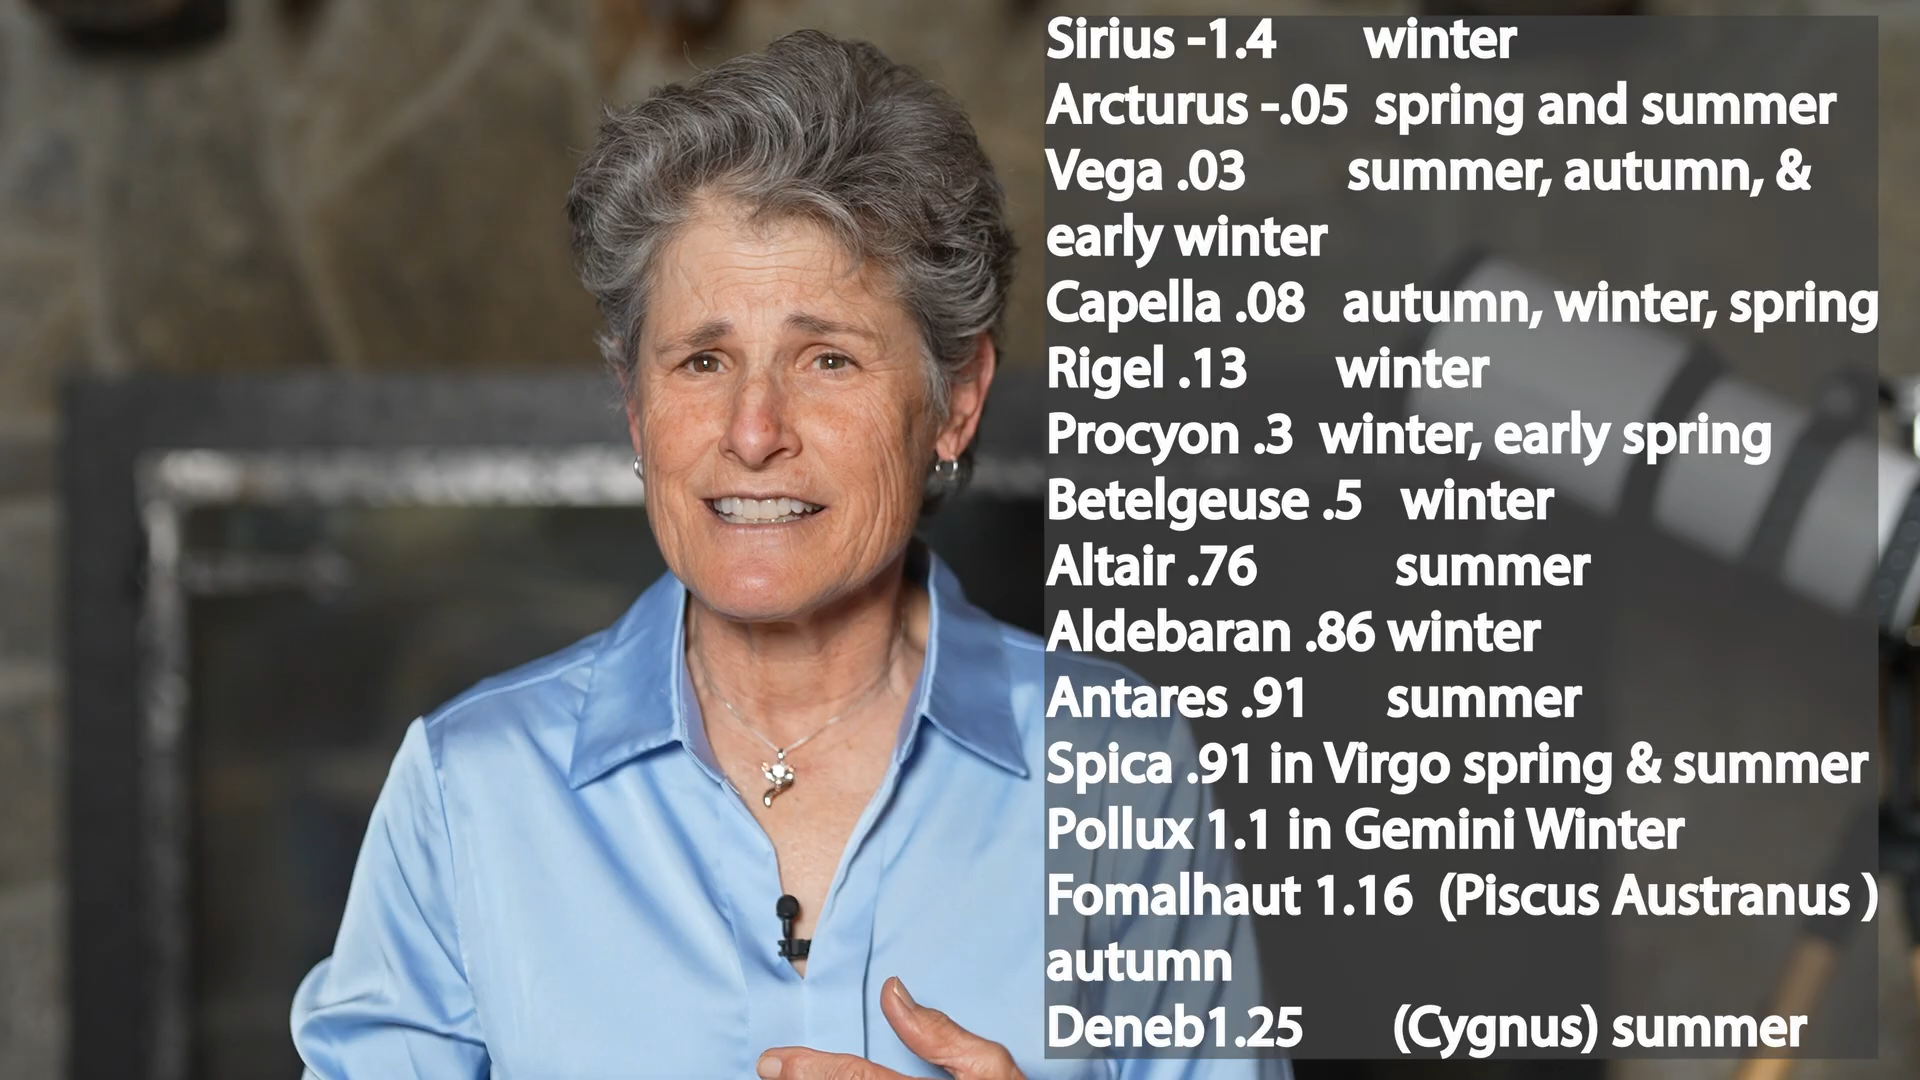 Sirius -1.4 winter
Arcturus -.05 spring and summer
Vega .03 summer, autumn, &
early winter
Capella .08 autumn, winter, spring
Rigel .13 winter
Procyon .3 winter, early spring
Betelgeuse .5 winter
Altair .76 summer
Aldebaran .86 winter
Antares .91 summer
Spica .91 in Virgo spring & summer
Pollux 1.1 in Gemini Winter
Fomalhaut 1.16 (Piscus Austranus )
autumn
Deneb1.25 (Cygnus) summer